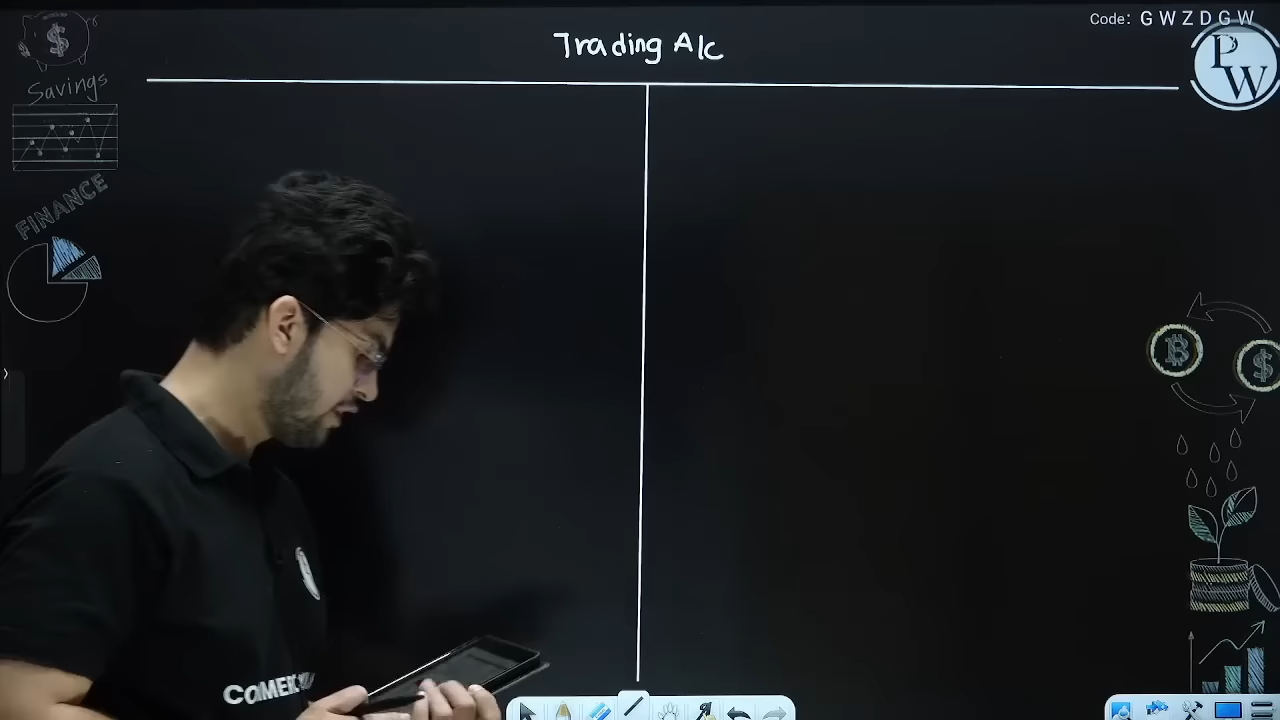 Code: G W Z D G W
Trading A/c
P
W
Savings
FINANCE